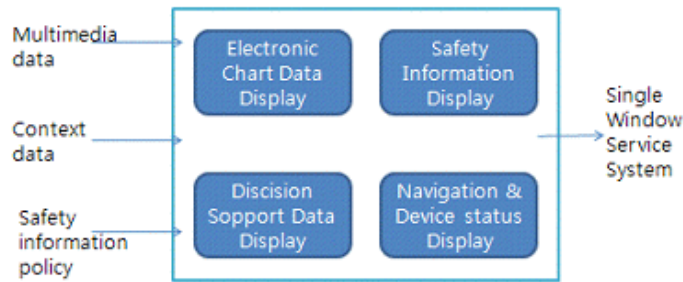 Multimedia
data
Context
data
Safety
information
policy
Electronic
Chart Data
Display
Safety
Information
Display
Discision
Sopport Data
Display
Navigation &
Device status
Display
Single
Window
Service
System